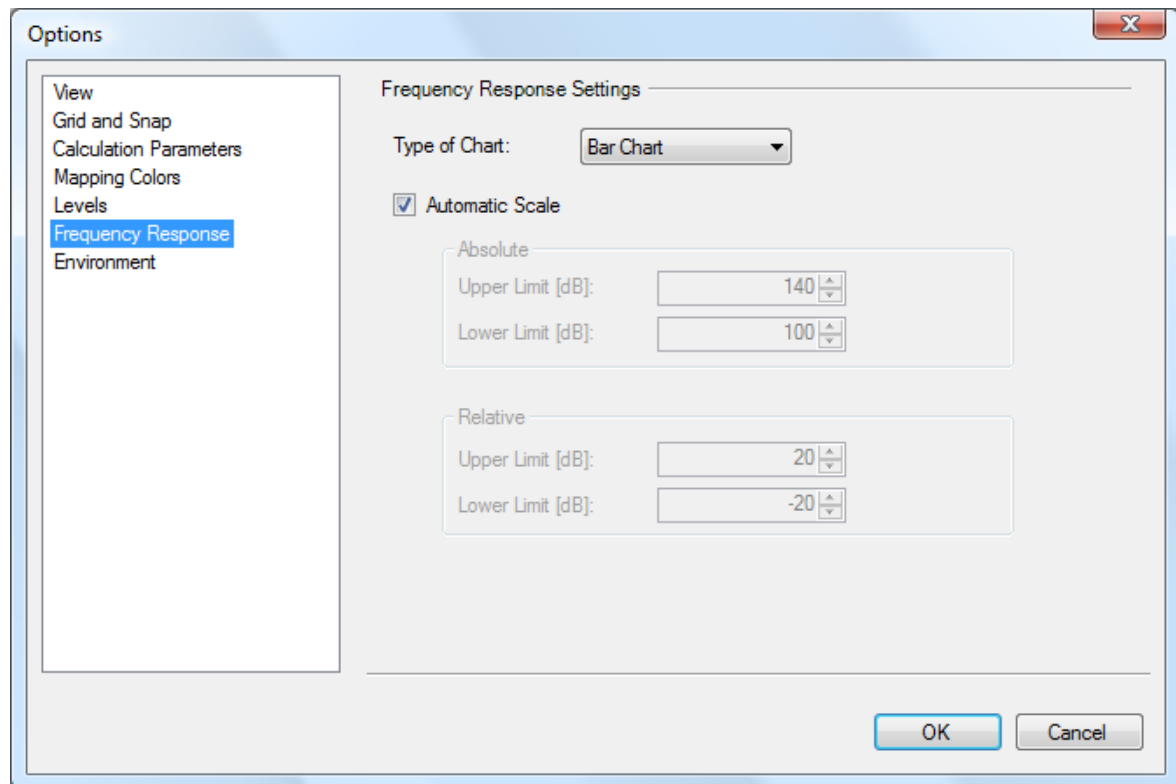 Options
View
Grid and Snap
Calculation Parameters
Mapping Colors
Levels
Frequency Response
Environment
Frequency Response Settings
Type of Chart: Bar Chart
Automatic Scale
Absolute
Upper Limit [dB]: 140
Lower Limit [dB]: 100
Relative
Upper Limit [dB]: 20
Lower Limit [dB]: -20
OK Cancel